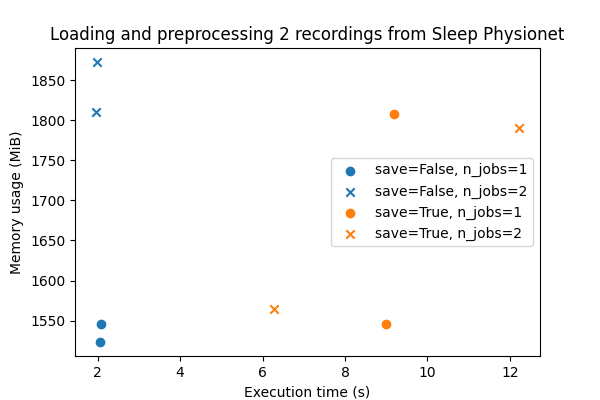 Loading and preprocessing 2 recordings from Sleep Physionet
Memory usage (MiB)
1850
1800
1750
1700
1650
1600
1550
save=False, n_jobs=1
save=False, n_jobs=2
save=True, n_jobs=1
save=True, n_jobs=2
2 4 6 8 10 12
Execution time (s)